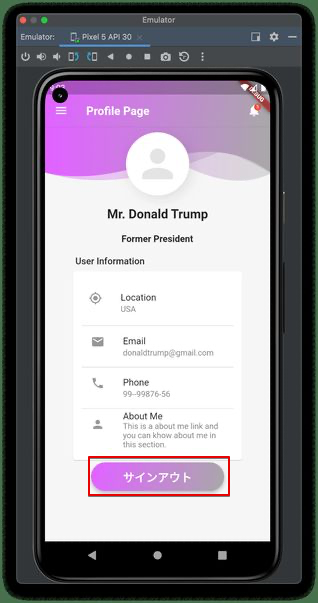 Emulator
Emulator:
Pixel 5 API 30
DEBUG
Profile Page
Mr. Donald Trump
Former President
User Information
Location
USA
Email
donaldtrump@gmail.com
Phone
99--99876-56
About Me
This is a about me link and
you can khow about me in
this section.
サインアウト